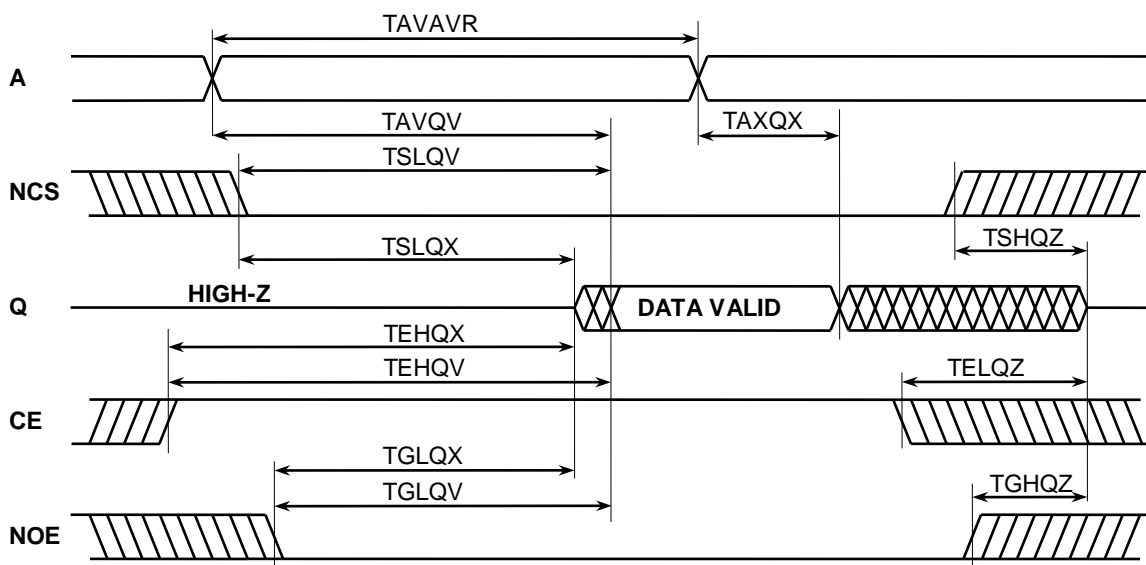 TAVAVR
A
TAVQV
TAXQX
TSLQV
NCS
TSLQX
TSHQZ
HIGH-Z
Q
DATA VALID
TEHQX
TEHQV
TELQZ
CE
TGLQX
TGLQV
TGHQZ
NOE